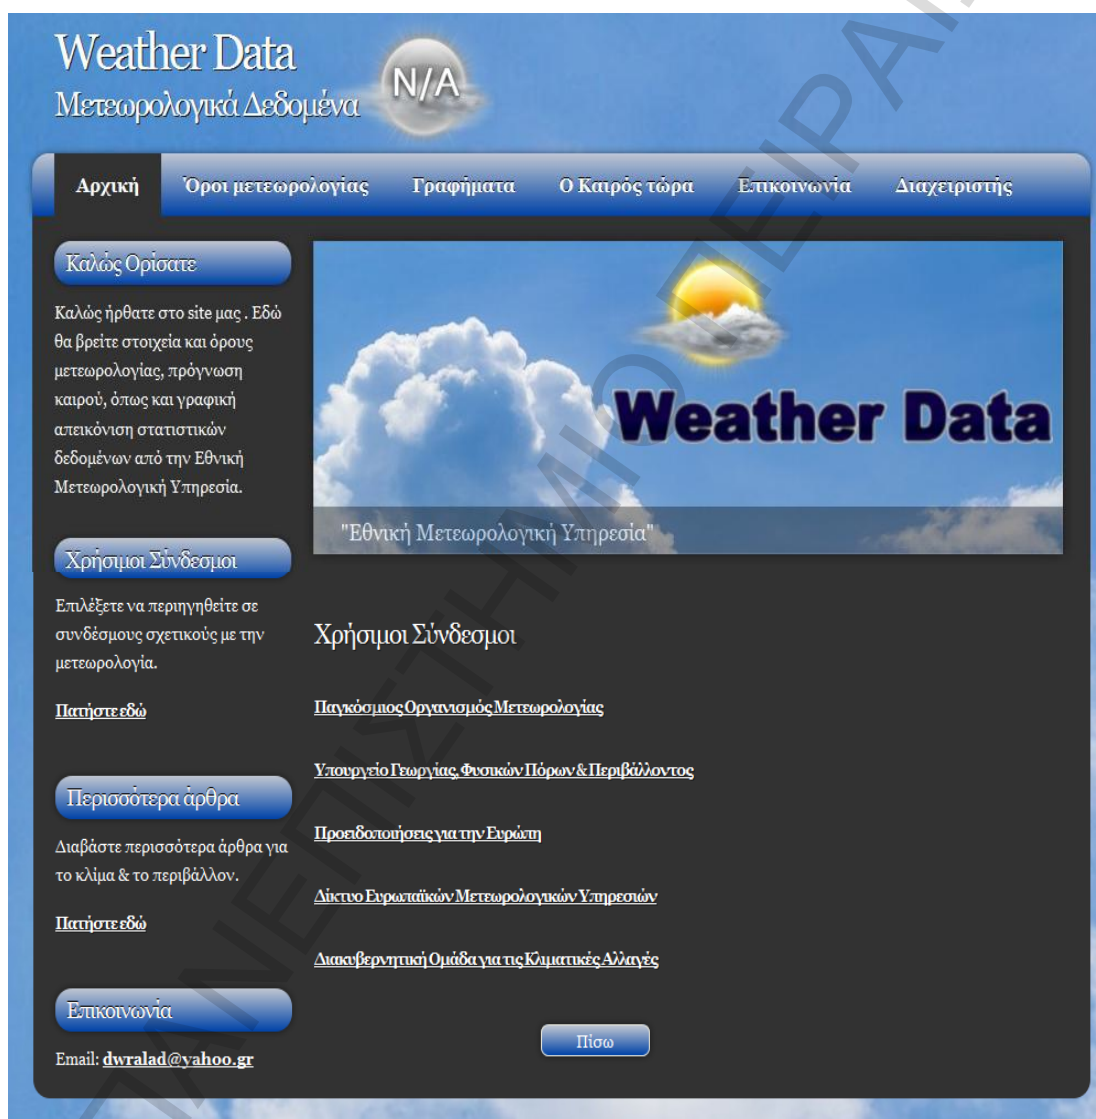 Weather Data
Μετεωρολογικά Δεδομένα
N/A
Αρχική Όροι μετεωρολογίας Γραφήματα Ο Καιρός τώρα Επικοινωνία Διαχειριστής
Καλώς Ορίσατε
Καλώς ήρθατε στο site μας . Εδώ
θα βρείτε στοιχεία και όρους
μετεωρολογίας, πρόγνωση
καιρού, όπως και γραφική
απεικόνιση στατιστικών
δεδομένων από την Εθνική
Μετεωρολογική Υπηρεσία.
Χρήσιμοι Σύνδεσμοι
Επιλέξετε να περιηγηθείτε σε
συνδέσμους σχετικούς με την
μετεωρολογία.
Πατήστε εδώ
Περισσότερα άρθρα
Διαβάστε περισσότερα άρθρα για
το κλίμα & το περιβάλλον.
Πατήστε εδώ
Επικοινωνία
Email: dwralad@yahoo.gr
Weather Data
"Εθνική Μετεωρολογική Υπηρεσία"
Χρήσιμοι Σύνδεσμοι
Παγκόσμιος Οργανισμός Μετεωρολογίας
Υπουργείο Γεωργίας, Φυσικών Πόρων & Περιβάλλοντος
Προειδοποιήσεις για την Ευρώπη
Δίκτυο Ευρωπαϊκών Μετεωρολογικών Υπηρεσιών
Διακυβερνητική Ομάδα για τις Κλιματικές Αλλαγές
Πίσω
ΠΑΝΕΠΙΣΤΗΜΙΟ ΠΕΙΡΑΙ